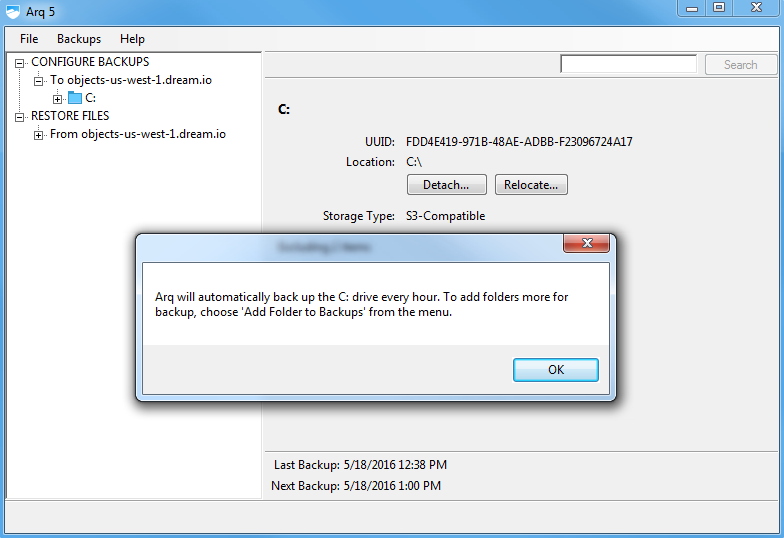 Arq 5
File Backups Help
CONFIGURE BACKUPS
To objects-us-west-1.dream.io
C:
RESTORE FILES
From objects-us-west-1.dream.io
Search
C:
UUID: FDD4E419-971B-48AE-ADBB-F23096724A17
Location: C:\
Detach... Relocate...
Storage Type: S3-Compatible
Excluding 2 items
Arq will automatically back up the C: drive every hour. To add folders more for
backup, choose 'Add Folder to Backups' from the menu.
OK
Last Backup: 5/18/2016 12:38 PM
Next Backup: 5/18/2016 1:00 PM